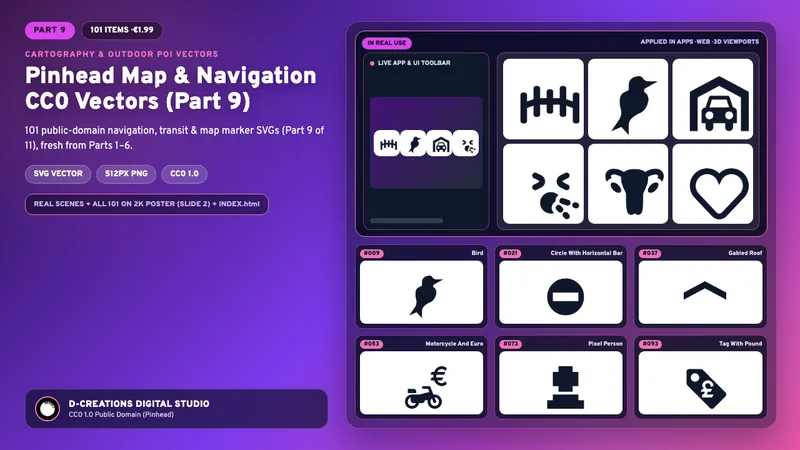 PART 9
101 ITEMS · €1.99
CARTOGRAPHY & OUTDOOR POI VECTORS
Pinhead Map & Navigation
CC0 Vectors (Part 9)
101 public-domain navigation, transit & map marker SVGs (Part 9 of
11), fresh from Parts 1–6.
SVG VECTOR
512PX PNG
CC0 1.0
REAL SCENES + ALL 101 ON 2K POSTER (SLIDE 2) + INDEX.html
D-CREATIONS DIGITAL STUDIO
CC0 1.0 Public Domain (Pinhead)
IN REAL USE
APPLIED IN APPS · WEB · 3D VIEWPORTS
LIVE APP & UI TOOLBAR
#009
Bird
#021
Circle With Horizontal Bar
#037
Gabled Roof
#053
Motorcycle And Euro
€
#073
Pixel Person
#093
Tag With Pound
£